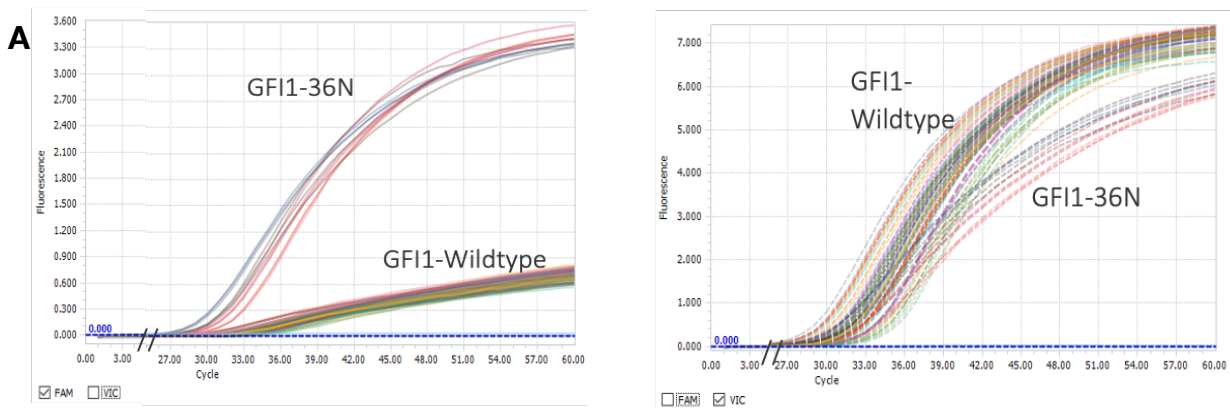 A
3.600
3.300
3.000
2.700
2.400
2.100
1.800
1.500
1.200
0.900
0.600
0.300
0.000
Fluorescence
GFI1-36N
GFI1-Wildtype
0.000
0.00 3.00 27.00 30.00 33.00 36.00 39.00 42.00 45.00 48.00 51.00 54.00 57.00 60.00
Cycle
FAM VIC
7.000
6.000
5.000
4.000
3.000
2.000
1.000
0.000
Fluorescence
GFI1-
Wildtype
GFI1-36N
0.000
0.00 3.00 27.00 30.00 33.00 36.00 39.00 42.00 45.00 48.00 51.00 54.00 57.00 60.00
Cycle
FAM VIC